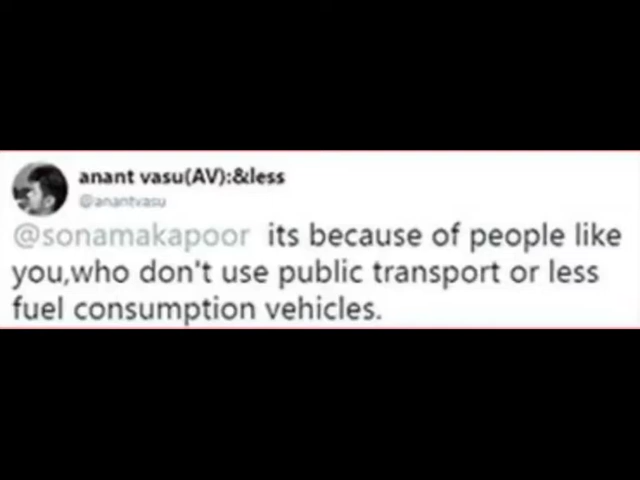 anant vasu(AV):&less
@anantvasu
@sonamakapoor its because of people like
you,who don't use public transport or less
fuel consumption vehicles.